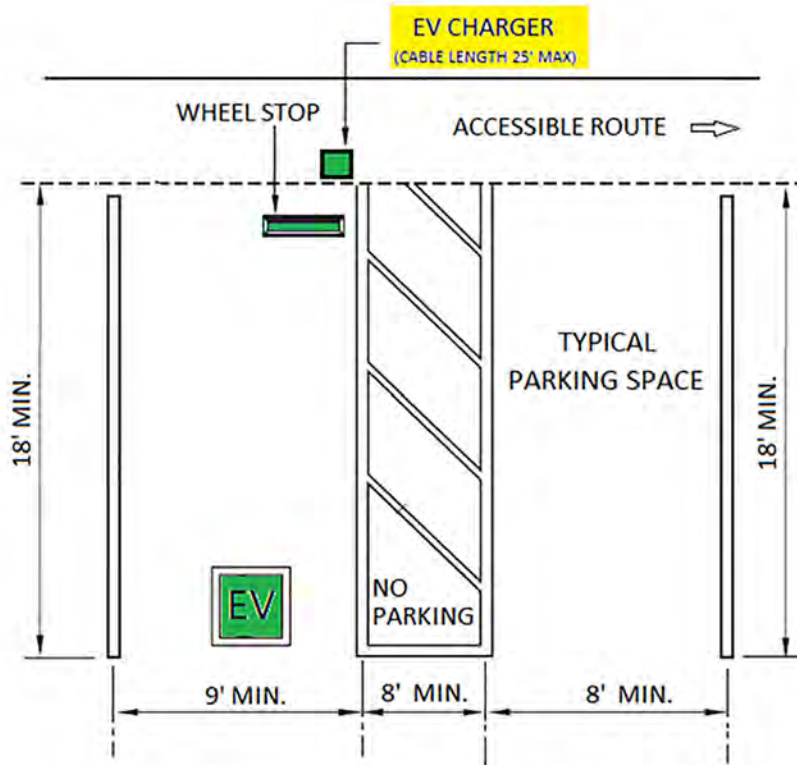 EV CHARGER
(CABLE LENGTH 25' MAX)
WHEEL STOP
ACCESSIBLE ROUTE
TYPICAL
PARKING SPACE
18' MIN.
18' MIN.
EV
NO
PARKING
9' MIN.
8' MIN.
8' MIN.